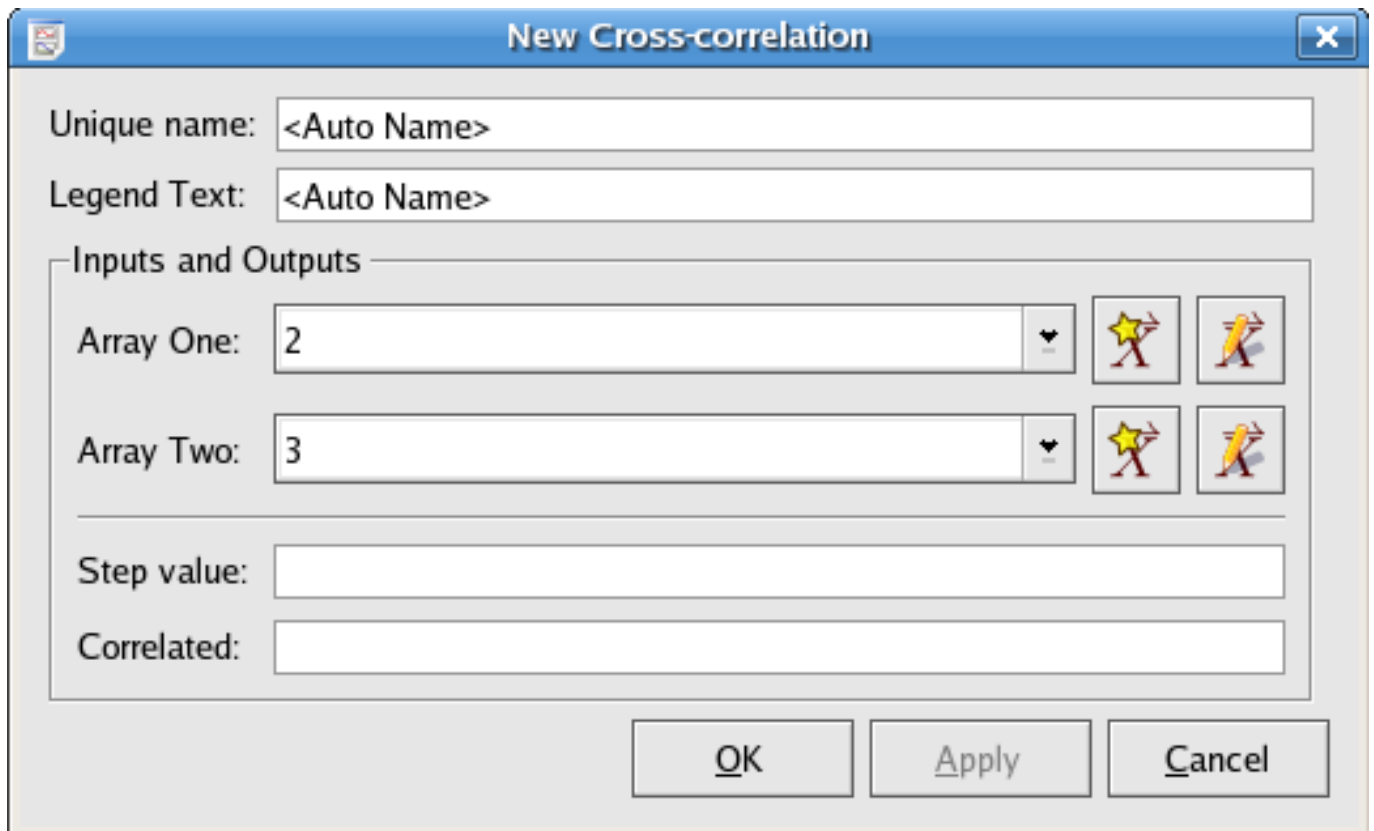 New Cross-correlation
Unique name: <Auto Name>
Legend Text: <Auto Name>
Inputs and Outputs
Array One: 2
Array Two: 3
Step value:
Correlated:
OK Apply Cancel